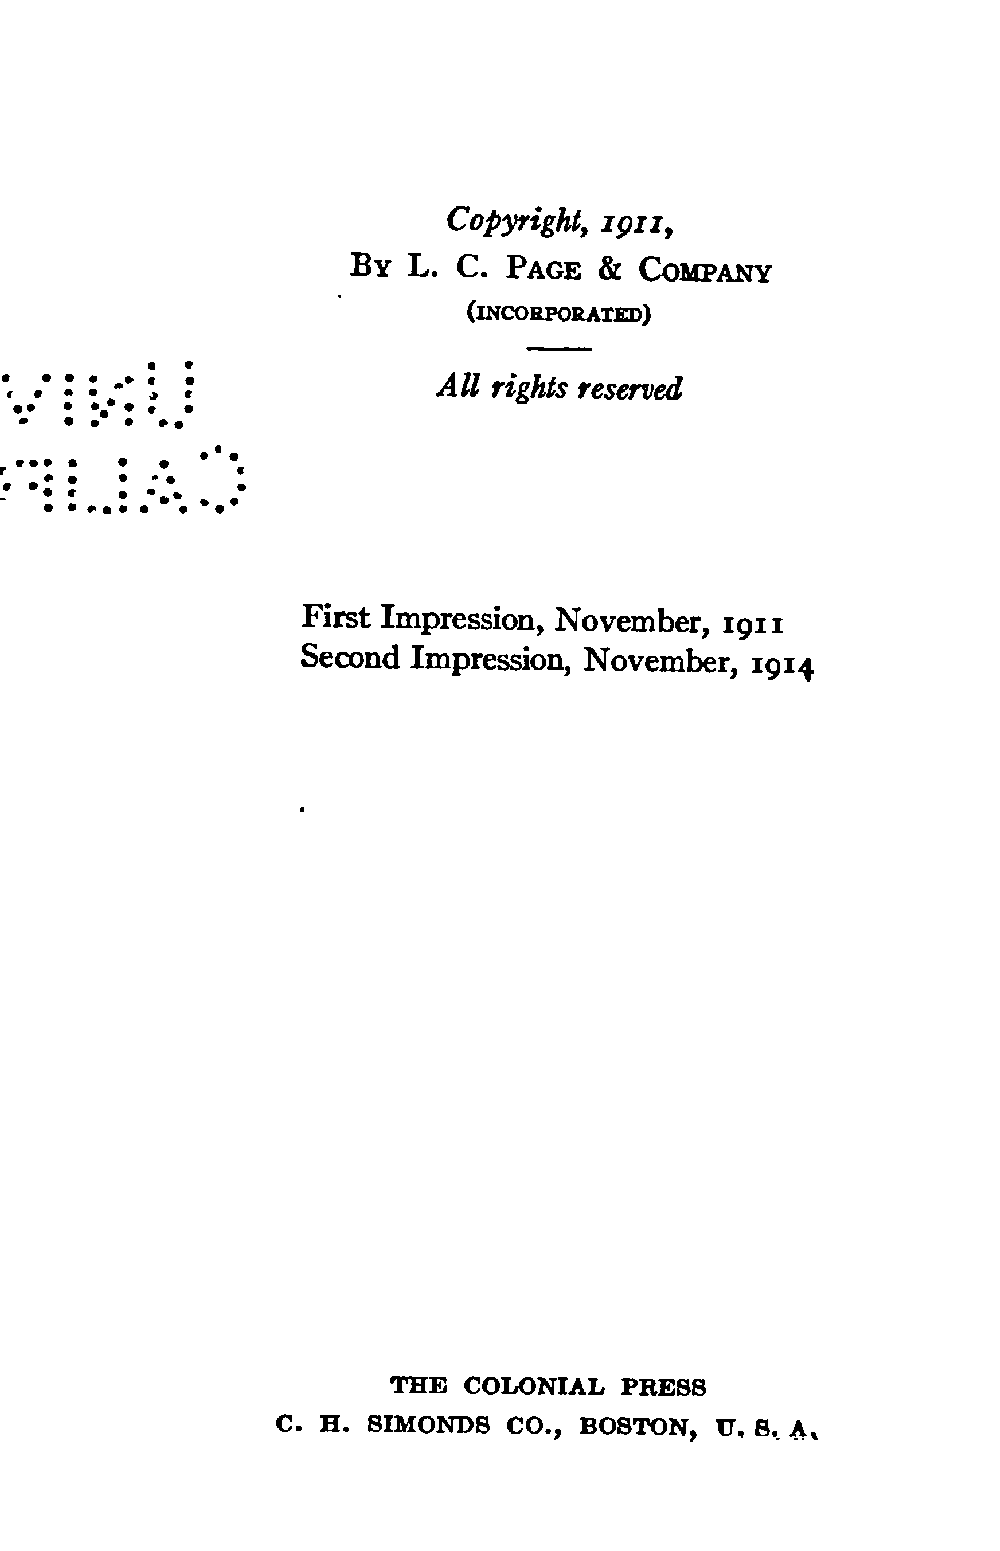 Copyright, 1911,
By L. C. Page & Company
(INCORPORATED)
All rights reserved
First Impression, November, 1911
Second Impression, November, 1914
THE COLONIAL PRESS
C. H. SIMONDS CO., BOSTON, U. S. A.